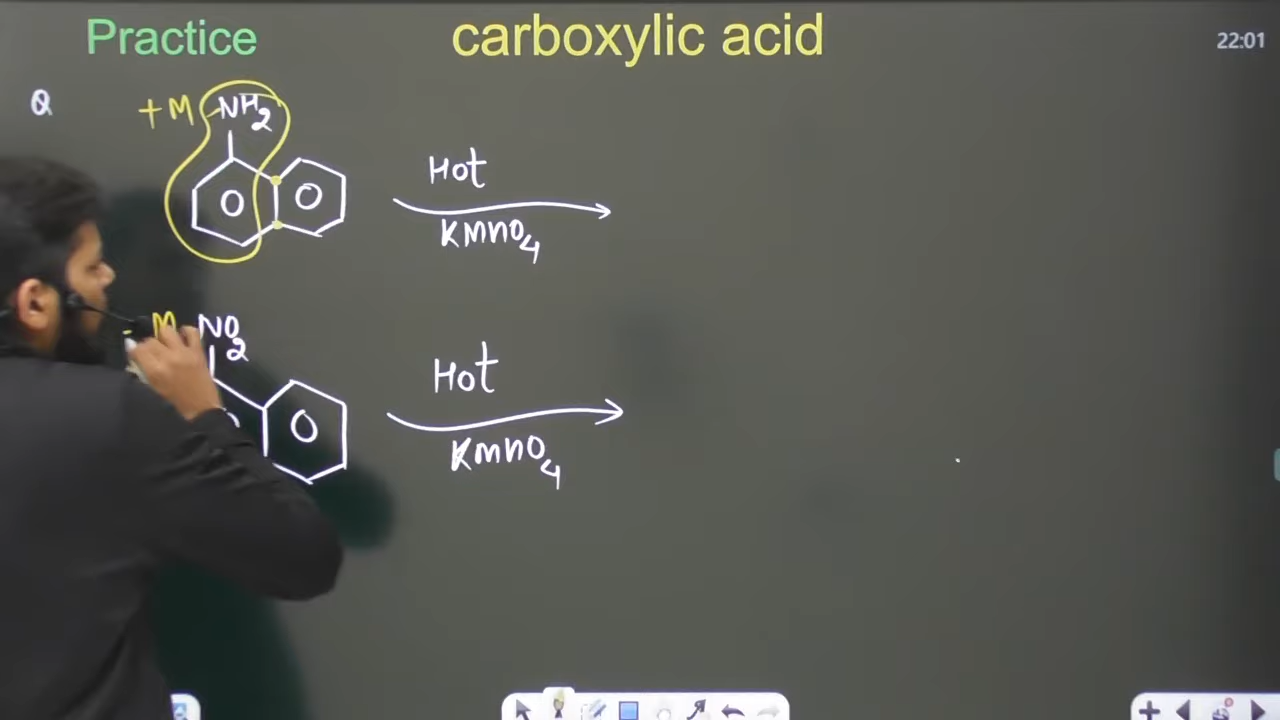 Practice carboxylic acid 22:01
Q
+M NH2
Hot
KMnO4
-M NO2
Hot
KMnO4